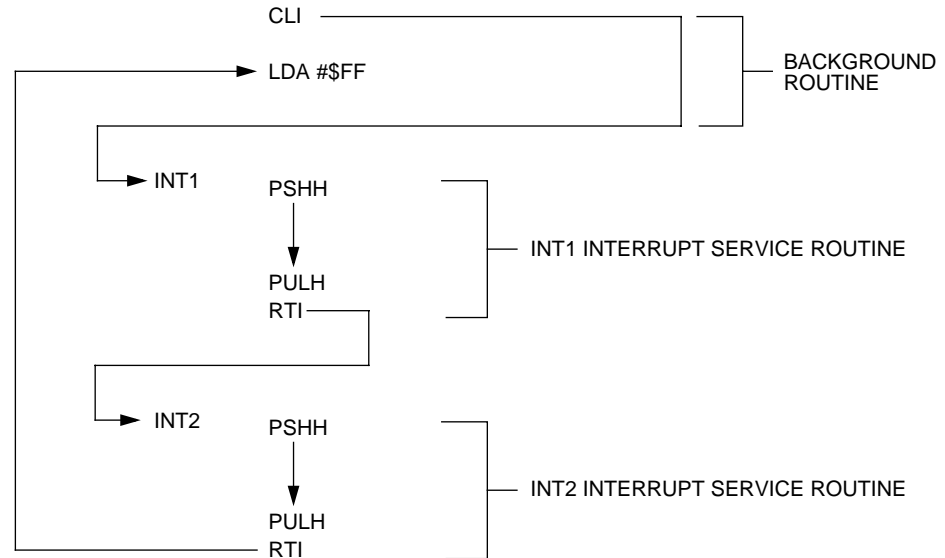 CLI
LDA #$FF
BACKGROUND
ROUTINE
INT1
PSHH
INT1 INTERRUPT SERVICE ROUTINE
PULH
RTI
INT2
PSHH
INT2 INTERRUPT SERVICE ROUTINE
PULH
RTI